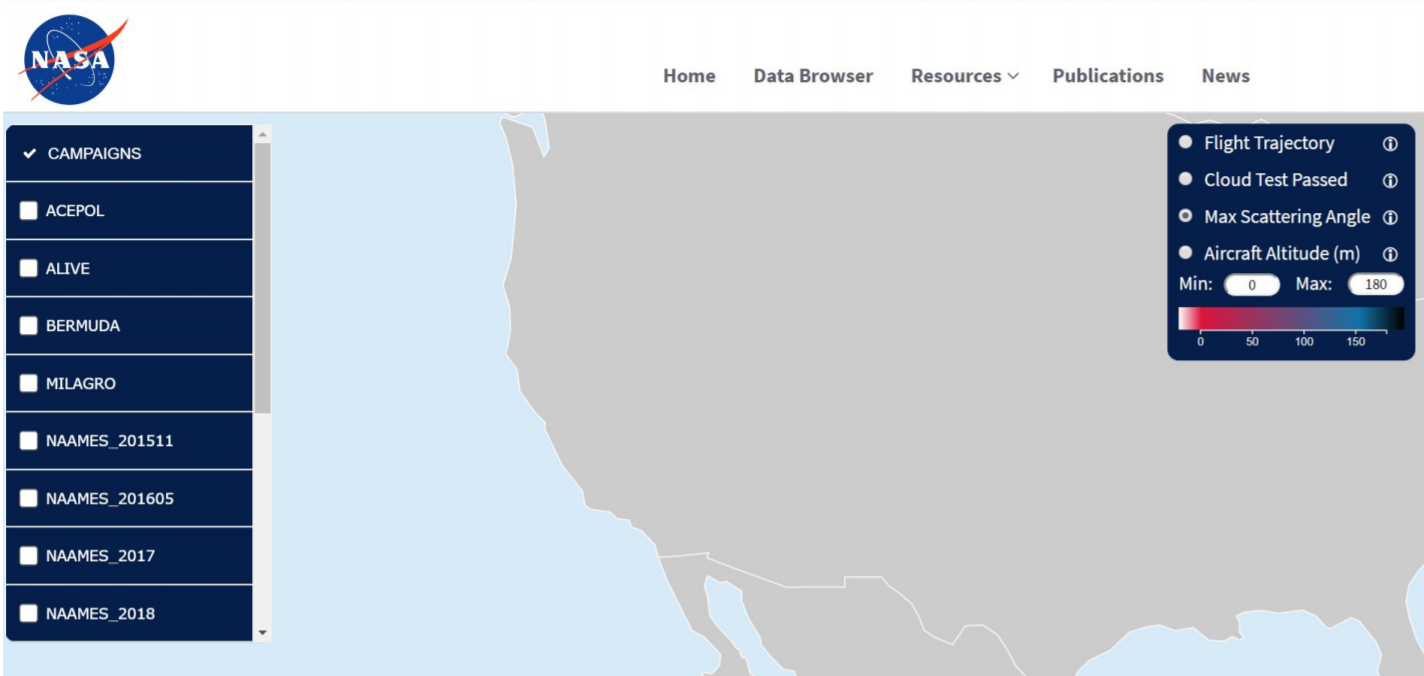 NASA
Home Data Browser Resources Publications News
CAMPAIGNS
ACEPOL
ALIVE
BERMUDA
MILAGRO
NAAMES_201511
NAAMES_201605
NAAMES_2017
NAAMES_2018
Flight Trajectory
Cloud Test Passed
Max Scattering Angle
Aircraft Altitude (m)
Min: 0 Max: 180
0 50 100 150